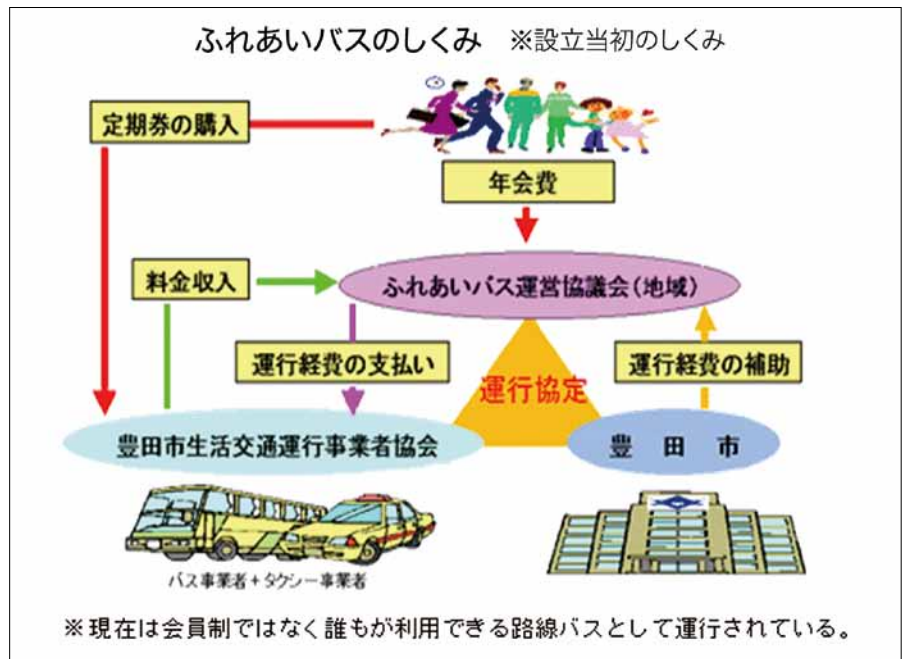 ふれあいバスのしくみ ※設立当初のしくみ
定期券の購入
年会費
料金収入
ふれあいバス運営協議会(地域)
運行経費の支払い
運行経費の補助
運行協定
豊田市生活交通運行事業者協会
豊田市
バス事業者+タクシー事業者
※現在は会員制ではなく誰もが利用できる路線バスとして運行されている。